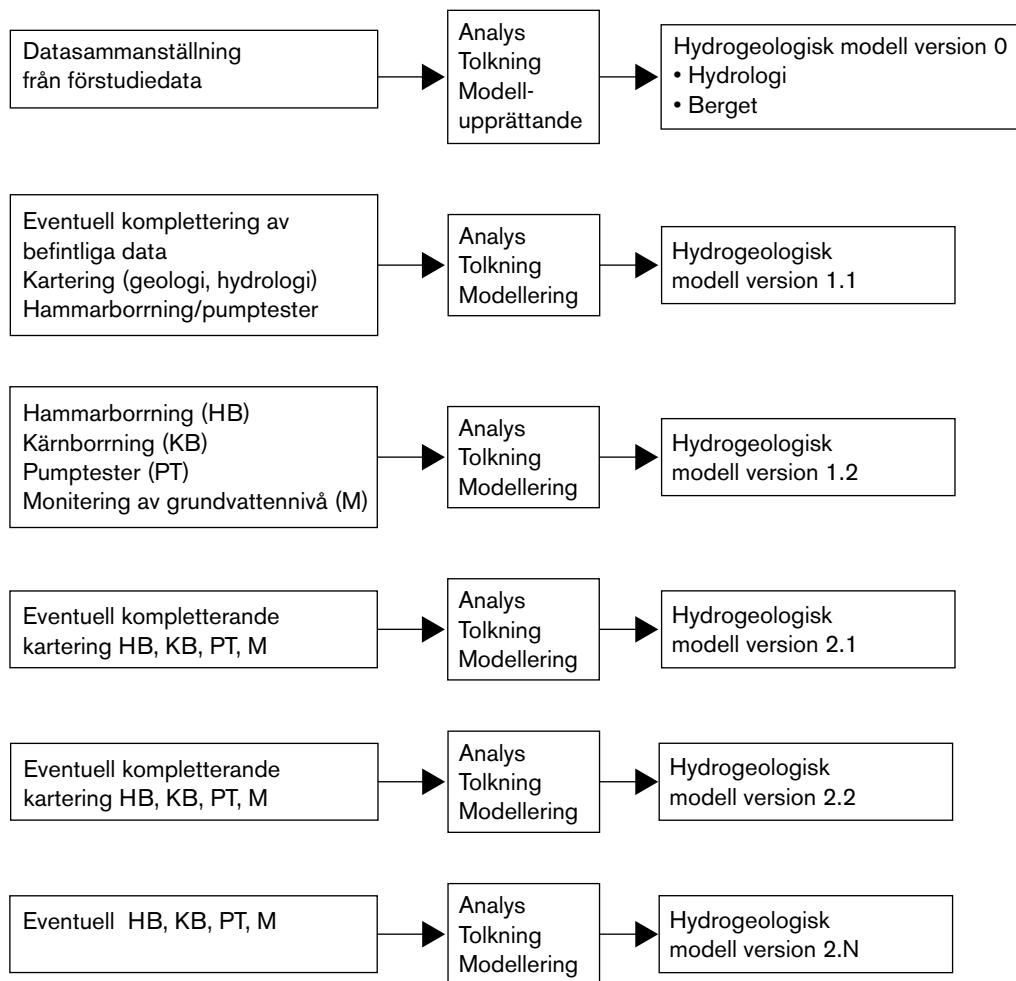 Datasammanställning
från förstudiedata
Analys
Tolkning
Modell-
upprättande
Hydrogeologisk modell version 0
• Hydrologi
• Berget
Eventuell komplettering av
befintliga data
Kartering (geologi, hydrologi)
Hammarborrning/pumptester
Analys
Tolkning
Modellering
Hydrogeologisk
modell version 1.1
Hammarborrning (HB)
Kärnborrning (KB)
Pumptester (PT)
Monitering av grundvattennivå (M)
Analys
Tolkning
Modellering
Hydrogeologisk
modell version 1.2
Eventuell kompletterande
kartering HB, KB, PT, M
Analys
Tolkning
Modellering
Hydrogeologisk
modell version 2.1
Eventuell kompletterande
kartering HB, KB, PT, M
Analys
Tolkning
Modellering
Hydrogeologisk
modell version 2.2
Eventuell HB, KB, PT, M
Analys
Tolkning
Modellering
Hydrogeologisk
modell version 2.N